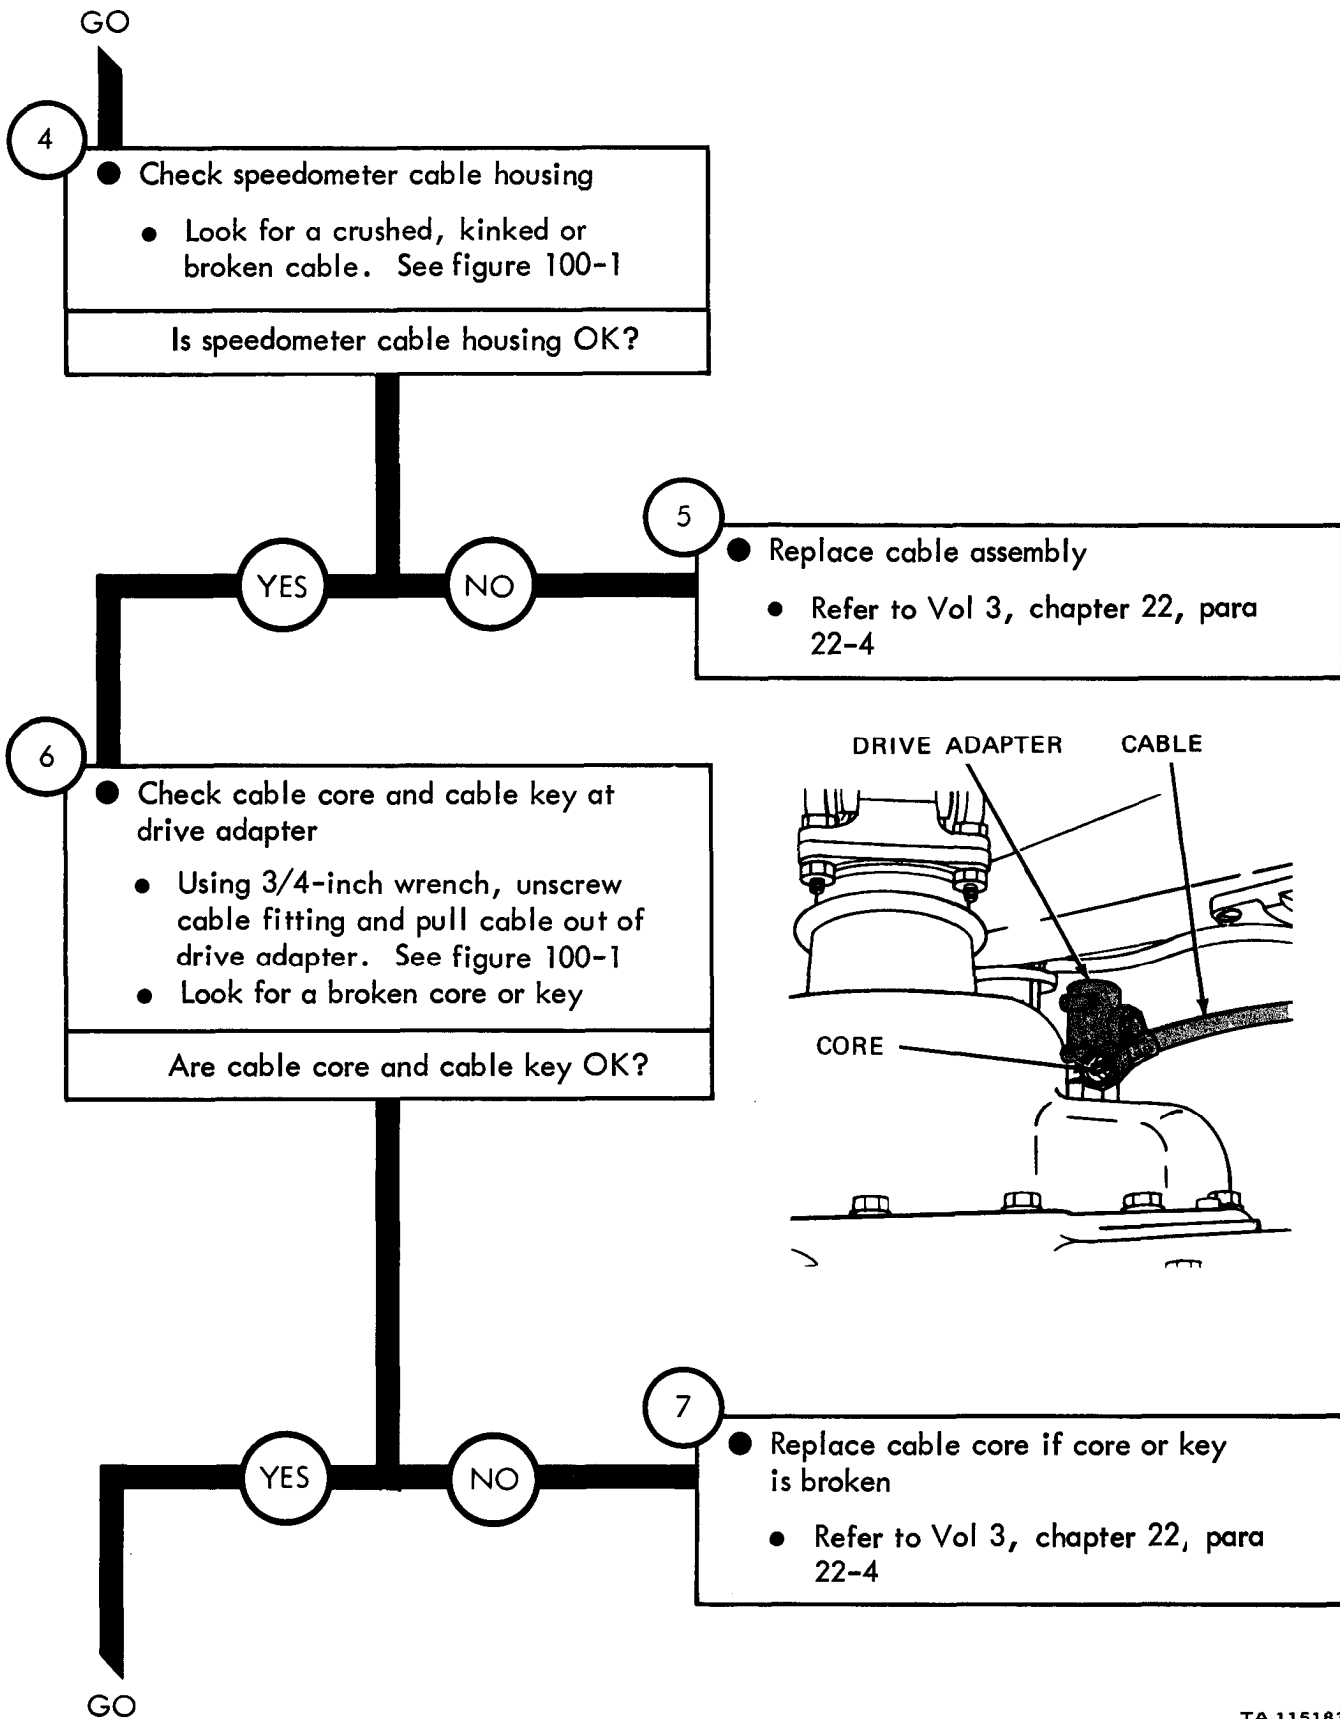 GO
4
● Check speedometer cable housing
● Look for a crushed, kinked or
broken cable. See figure 100-1
Is speedometer cable housing OK?
YES
NO
5
● Replace cable assembly
● Refer to Vol 3, chapter 22, para
22-4
6
● Check cable core and cable key at
drive adapter
● Using 3/4-inch wrench, unscrew
cable fitting and pull cable out of
drive adapter. See figure 100-1
● Look for a broken core or key
Are cable core and cable key OK?
DRIVE ADAPTER
CABLE
CORE
YES
NO
7
● Replace cable core if core or key
is broken
● Refer to Vol 3, chapter 22, para
22-4
GO